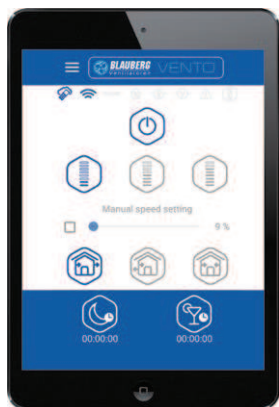 BLAUBERG VENTO
VENTILATOREN
Manual speed setting
9 %
00:00:00 00:00:00